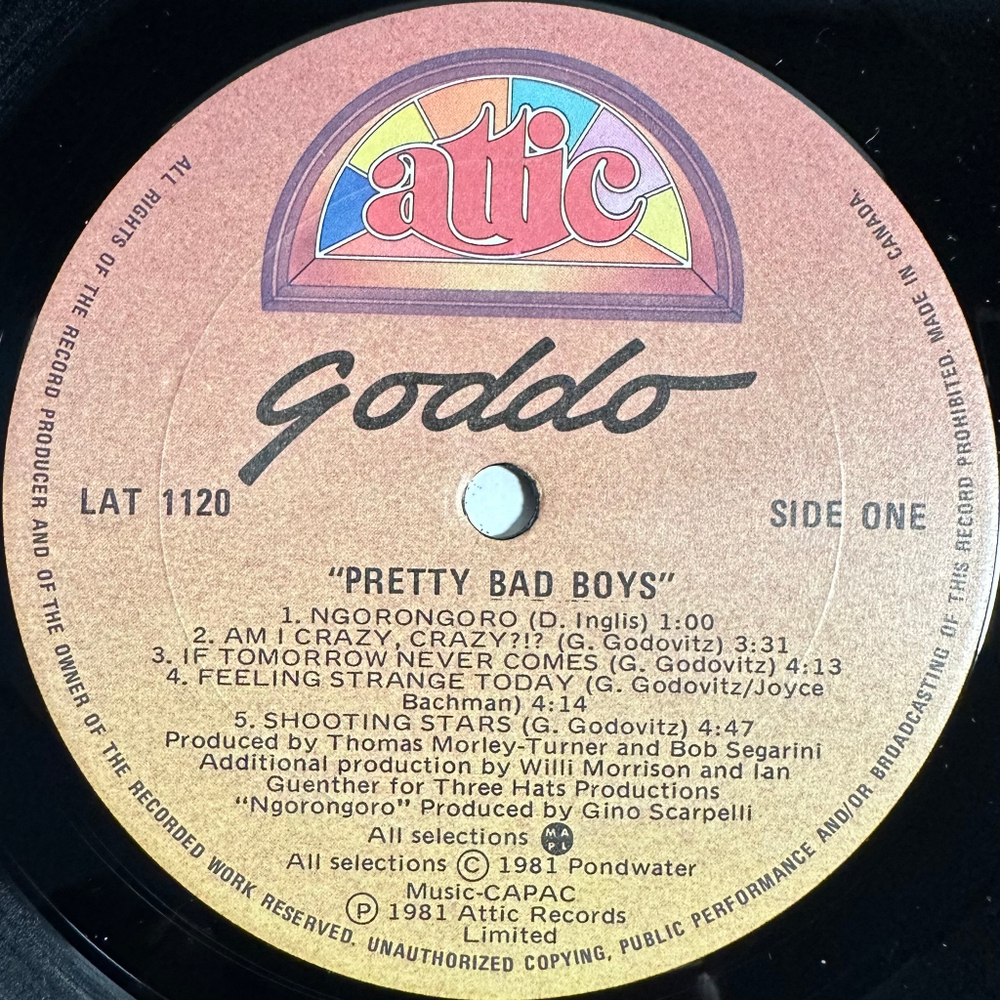 attic
goddo
LAT 1120
SIDE ONE
"PRETTY BAD BOYS"
1. NGORONGORO (D. Inglis) 1:00
2. AM I CRAZY, CRAZY?!? (G. Godovitz) 3:31
3. IF TOMORROW NEVER COMES (G. Godovitz) 4:13
4. FEELING STRANGE TODAY (G. Godovitz/Joyce
Bachman) 4:14
5. SHOOTING STARS (G. Godovitz) 4:47
Produced by Thomas Morley-Turner and Bob Segarini
Additional production by Willi Morrison and Ian
Guenther for Three Hats Productions
"Ngorongoro" Produced by Gino Scarpelli
All selections MAPL
All selections Ⓒ 1981 Pondwater
Music-CAPAC
Ⓟ 1981 Attic Records
Limited
ALL RIGHTS OF THE RECORD PRODUCER AND OF THE OWNER OF THE RECORDED WORK RESERVED. UNAUTHORIZED COPYING, PUBLIC PERFORMANCE AND/OR BROADCASTING OF THIS RECORD PROHIBITED. MADE IN CANADA.